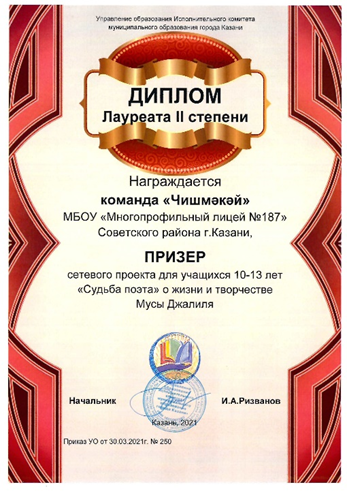 Управление образования Исполнительного комитета
муниципального образования города Казани
ДИПЛОМ
Лауреата II степени
Награждается
команда «Чишмәкәй»
МБОУ «Многопрофильный лицей №187»
Советского района г.Казани,
ПРИЗЕР
сетевого проекта для учащихся 10-13 лет
«Судьба поэта» о жизни и творчестве
Мусы Джалиля
Начальник И.А.Ризванов
Казань, 2021
Приказ УО от 30.03.2021г. № 250